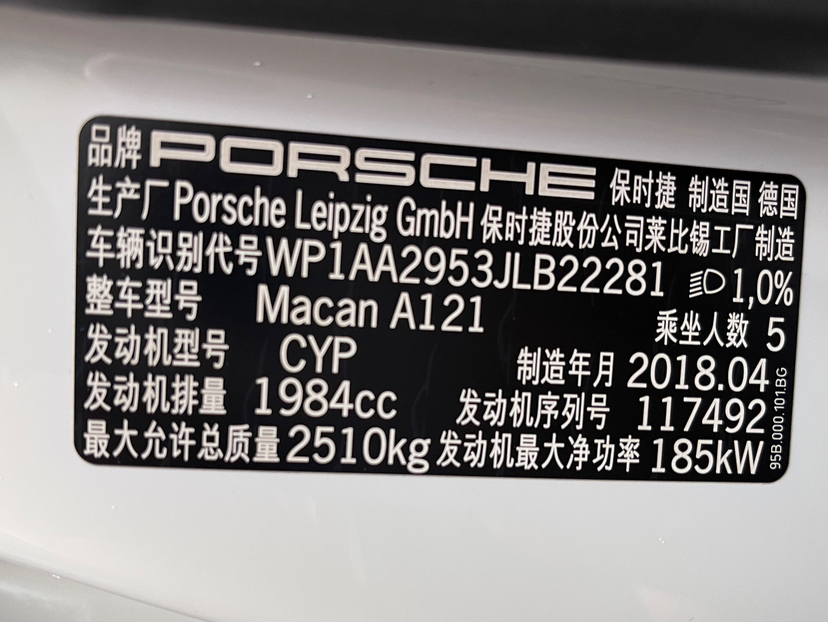 品牌 PORSCHE 保时捷 制造国 德国
生产厂 Porsche Leipzig GmbH 保时捷股份公司莱比锡工厂制造
车辆识别代号 WP1AA2953JLB22281 1,0%
整车型号 Macan A121 乘坐人数 5
发动机型号 CYP 制造年月 2018.04
发动机排量 1984cc 发动机序列号 117492
最大允许总质量 2510kg 发动机最大净功率 185kW
95B.000.101.BG